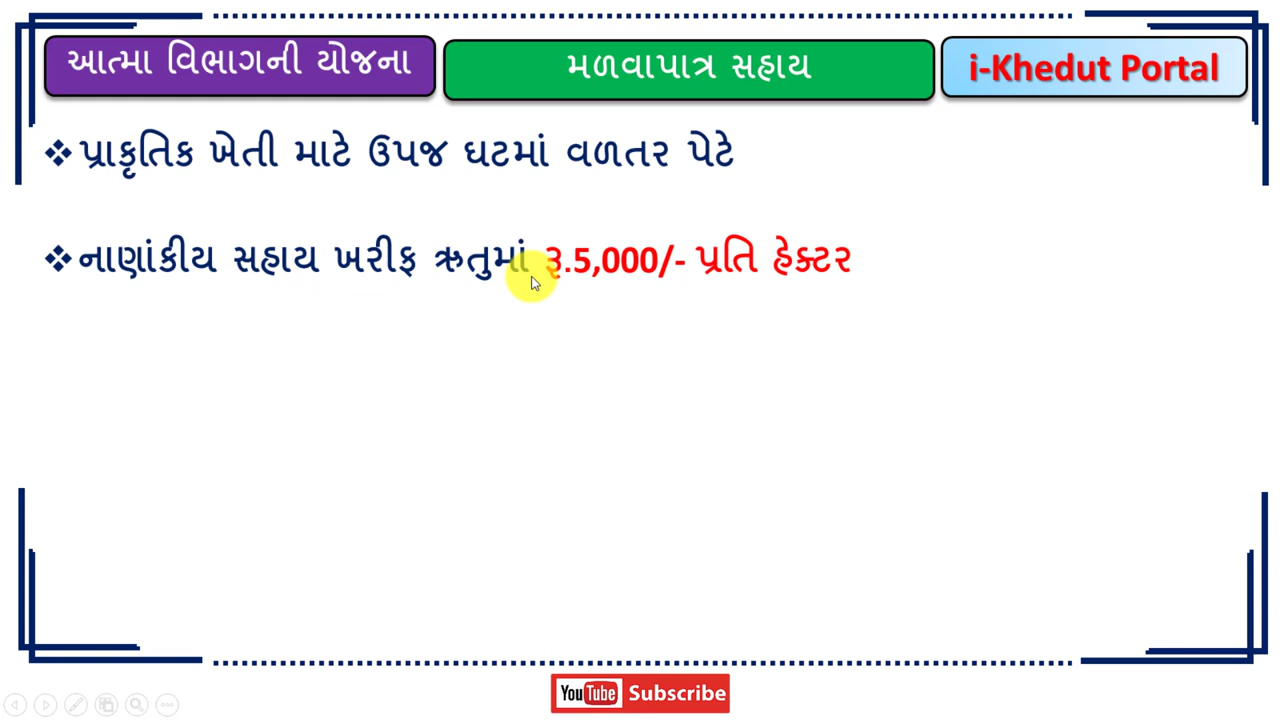 આત્મા વિભાગની યોજના
મળવાપાત્ર સહાય
i-Khedut Portal
❖પ્રાકૃતિક ખેતી માટે ઉપજ ઘટમાં વળતર પેટે
❖નાણાંકીય સહાય ખરીફ ઋતુમાં રૂ.5,000/- પ્રતિ હેક્ટર
YouTube Subscribe